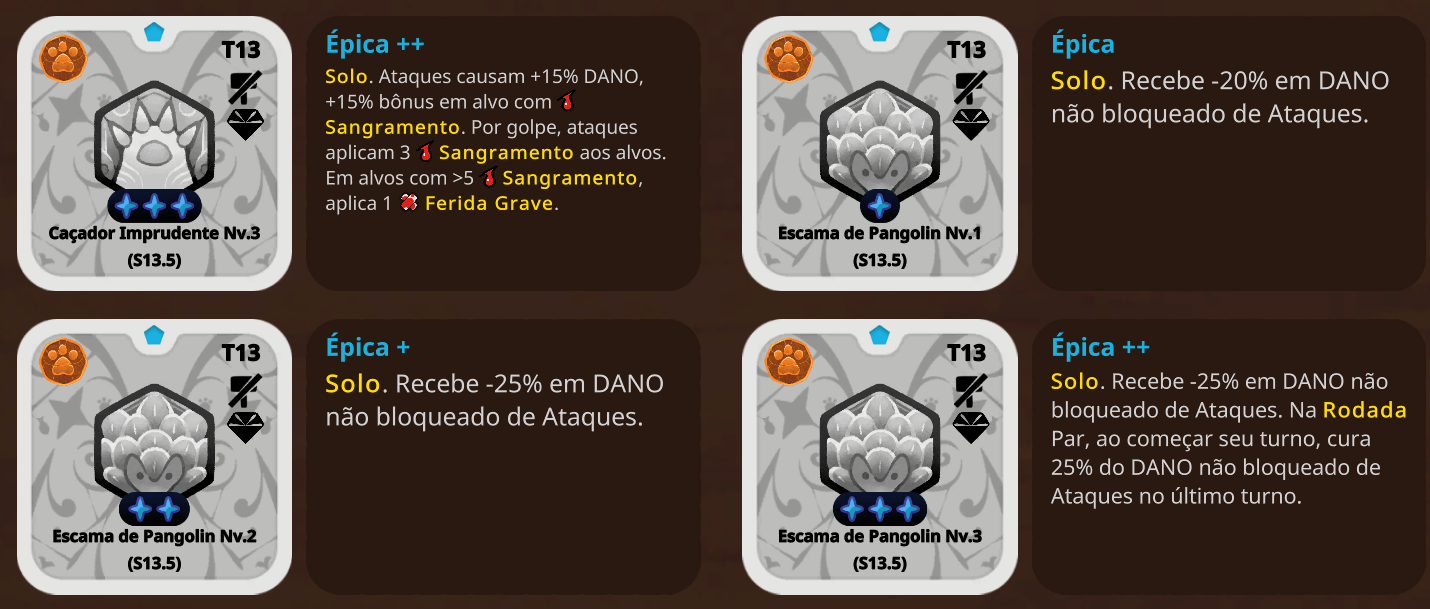 T13
Caçador Imprudente Nv.3
(S13.5)
Épica ++
Solo. Ataques causam +15% DANO,
+15% bônus em alvo com
Sangramento. Por golpe, ataques
aplicam 3 Sangramento aos alvos.
Em alvos com >5 Sangramento,
aplica 1 Ferida Grave.
T13
Escama de Pangolin Nv.1
(S13.5)
Épica
Solo. Recebe -20% em DANO
não bloqueado de Ataques.
T13
Escama de Pangolin Nv.2
(S13.5)
Épica +
Solo. Recebe -25% em DANO
não bloqueado de Ataques.
T13
Escama de Pangolin Nv.3
(S13.5)
Épica ++
Solo. Recebe -25% em DANO não
bloqueado de Ataques. Na Rodada
Par, ao começar seu turno, cura
25% do DANO não bloqueado de
Ataques no último turno.